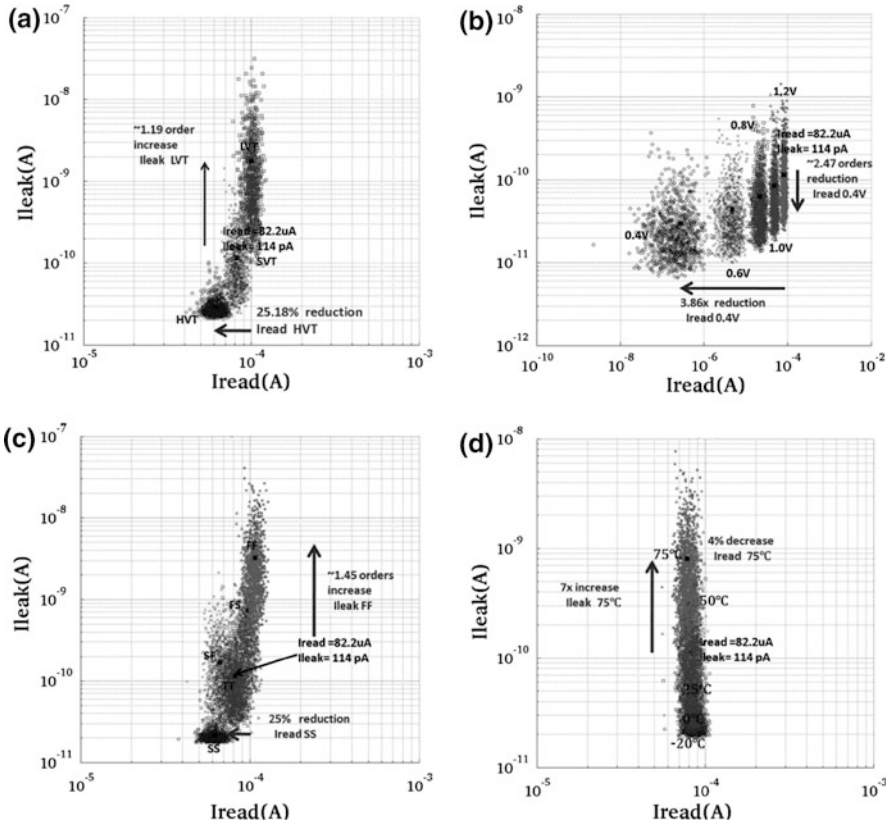 (a)
10-7
10-8
10-9
10-10
10-11
Ileak(A)
~1.19 order
increase
Ileak LVT
LVT
Iread =82.2uA
Ileak= 114 pA
SVT
HVT
25.18% reduction
Iread HVT
10-5
10-4
10-3
Iread(A)
(b)
10-8
10-9
10-10
10-11
10-12
Ileak(A)
1.2V
0.8V
Iread=82.2uA
Ileak= 114 pA
~2.47 orders
reduction
Iread 0.4V
0.4V
1.0V
0.6V
3.86x reduction
Iread 0.4V
10-10
10-8
10-6
10-4
10-2
Iread(A)
(c)
10-7
10-8
10-9
10-10
10-11
Ileak(A)
FF
~1.45 orders
increase
Ileak FF
FS
Iread =82.2uA
Ileak= 114 pA
SF
TT
25% reduction
Iread SS
SS
10-5
10-4
10-3
Iread(A)
(d)
10-8
10-9
10-10
10-11
Ileak(A)
75°C
4% decrease
Iread 75°C
7x increase
Ileak 75°C
50°C
Iread=82.2uA
Ileak= 114 pA
25°C
0°C
-20°C
10-5
10-4
10-3
Iread(A)